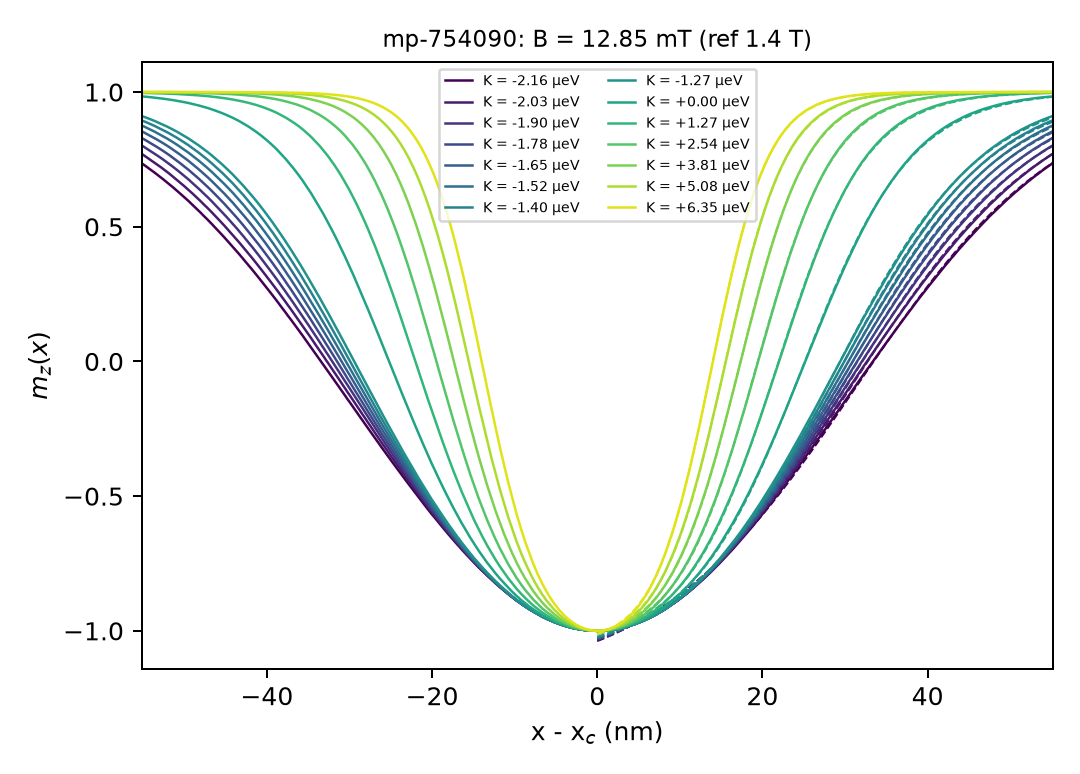 mp-754090: B = 12.85 mT (ref 1.4 T)
K = -2.16 µeV
K = -2.03 µeV
K = -1.90 µeV
K = -1.78 µeV
K = -1.65 µeV
K = -1.52 µeV
K = -1.40 µeV
K = -1.27 µeV
K = +0.00 µeV
K = +1.27 µeV
K = +2.54 µeV
K = +3.81 µeV
K = +5.08 µeV
K = +6.35 µeV
1.0
0.5
0.0
−0.5
−1.0
m_z(x)
−40
−20
0
20
40
x - x_c (nm)